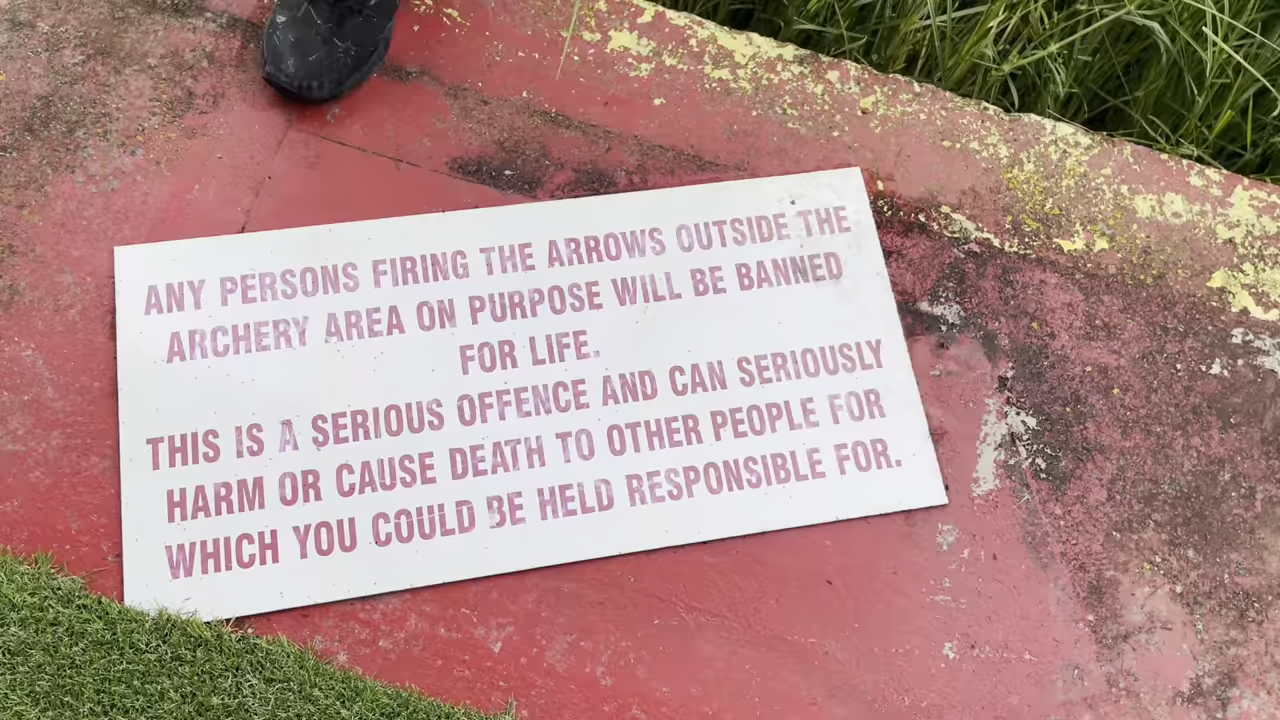 ANY PERSONS FIRING THE ARROWS OUTSIDE THE
ARCHERY AREA ON PURPOSE WILL BE BANNED
FOR LIFE.
THIS IS A SERIOUS OFFENCE AND CAN SERIOUSLY
HARM OR CAUSE DEATH TO OTHER PEOPLE FOR
WHICH YOU COULD BE HELD RESPONSIBLE FOR.